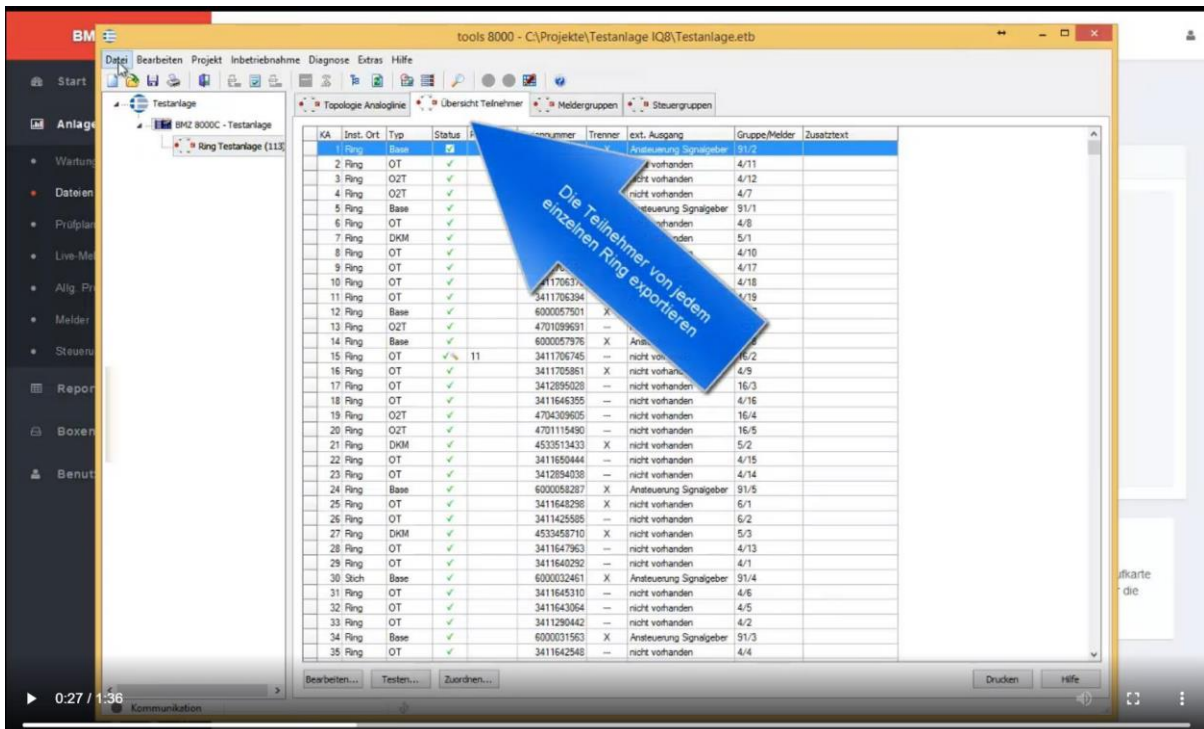 BM
tools 8000 - C:\Projekte\Testanlage IQ8\Testanlage.etb
Datei Bearbeiten Projekt Inbetriebnahme Diagnose Extras Hilfe
Start
Anlage
Dateien
Melder
Testanlage
BMZ 8000C - Testanlage
Ring Testanlage (113)
Topologie Analoglinie Übersicht Teilnehmer Meldergruppen Steuergruppen
KA Inst. Ort Typ Status Trenner ext. Ausgang Gruppe/Melder Zusatztext
1 Ring Base X Ansteuerung Signalgeber 91/2
2 Ring OT vorhanden 4/11
3 Ring O2T nicht vorhanden 4/12
4 Ring O2T nicht vorhanden 4/7
5 Ring Base Signalgeber 91/1
6 Ring OT 4/8
7 Ring DKM 5/1
8 Ring OT 4/10
9 Ring OT 4/17
10 Ring OT 4/18
11 Ring OT 3411706394 4/19
12 Ring Base 6000057501 X
13 Ring O2T 4701099691 ---
14 Ring Base 6000057976 X
15 Ring OT 11 3411706745 --- nicht 16/2
16 Ring OT 3411705861 X nicht 4/9
17 Ring OT 3412895028 --- nicht vorhanden 16/3
18 Ring OT 3411646355 --- nicht vorhanden 4/16
19 Ring O2T 4704309605 --- nicht vorhanden 16/4
20 Ring O2T 4701115490 --- nicht vorhanden 16/5
21 Ring DKM 4533513433 X nicht vorhanden 5/2
22 Ring OT 3411650444 --- nicht vorhanden 4/15
23 Ring OT 3412894038 --- nicht vorhanden 4/14
24 Ring Base 6000058287 X Ansteuerung Signalgeber 91/5
25 Ring OT 3411648298 X nicht vorhanden 6/1
26 Ring OT 3411425585 --- nicht vorhanden 6/2
27 Ring DKM 4533458710 X nicht vorhanden 5/3
28 Ring OT 3411647963 --- nicht vorhanden 4/13
29 Ring OT 3411640292 --- nicht vorhanden 4/1
30 Stich Base 6000032461 X Ansteuerung Signalgeber 91/4
31 Ring OT 3411645310 --- nicht vorhanden 4/6
32 Ring OT 3411643064 --- nicht vorhanden 4/5
33 Ring OT 3411290442 --- nicht vorhanden 4/2
34 Ring Base 6000031563 X Ansteuerung Signalgeber 91/3
35 Ring OT 3411642548 --- nicht vorhanden 4/4
Die Teilnehmer von jedem
einzelnen Ring exportieren
ufkarte
die
Bearbeiten... Testen... Zuordnen... Drucken Hilfe
0:27 / 1:36
Kommunikation